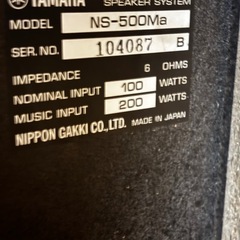 YAMAHA SPEAKER SYSTEM
MODEL NS-500Ma
SER. NO. 104087 B
IMPEDANCE 6 OHMS
NOMINAL INPUT 100 WATTS
MUSIC INPUT 200 WATTS
NIPPON GAKKI CO., LTD. MADE IN JAPAN